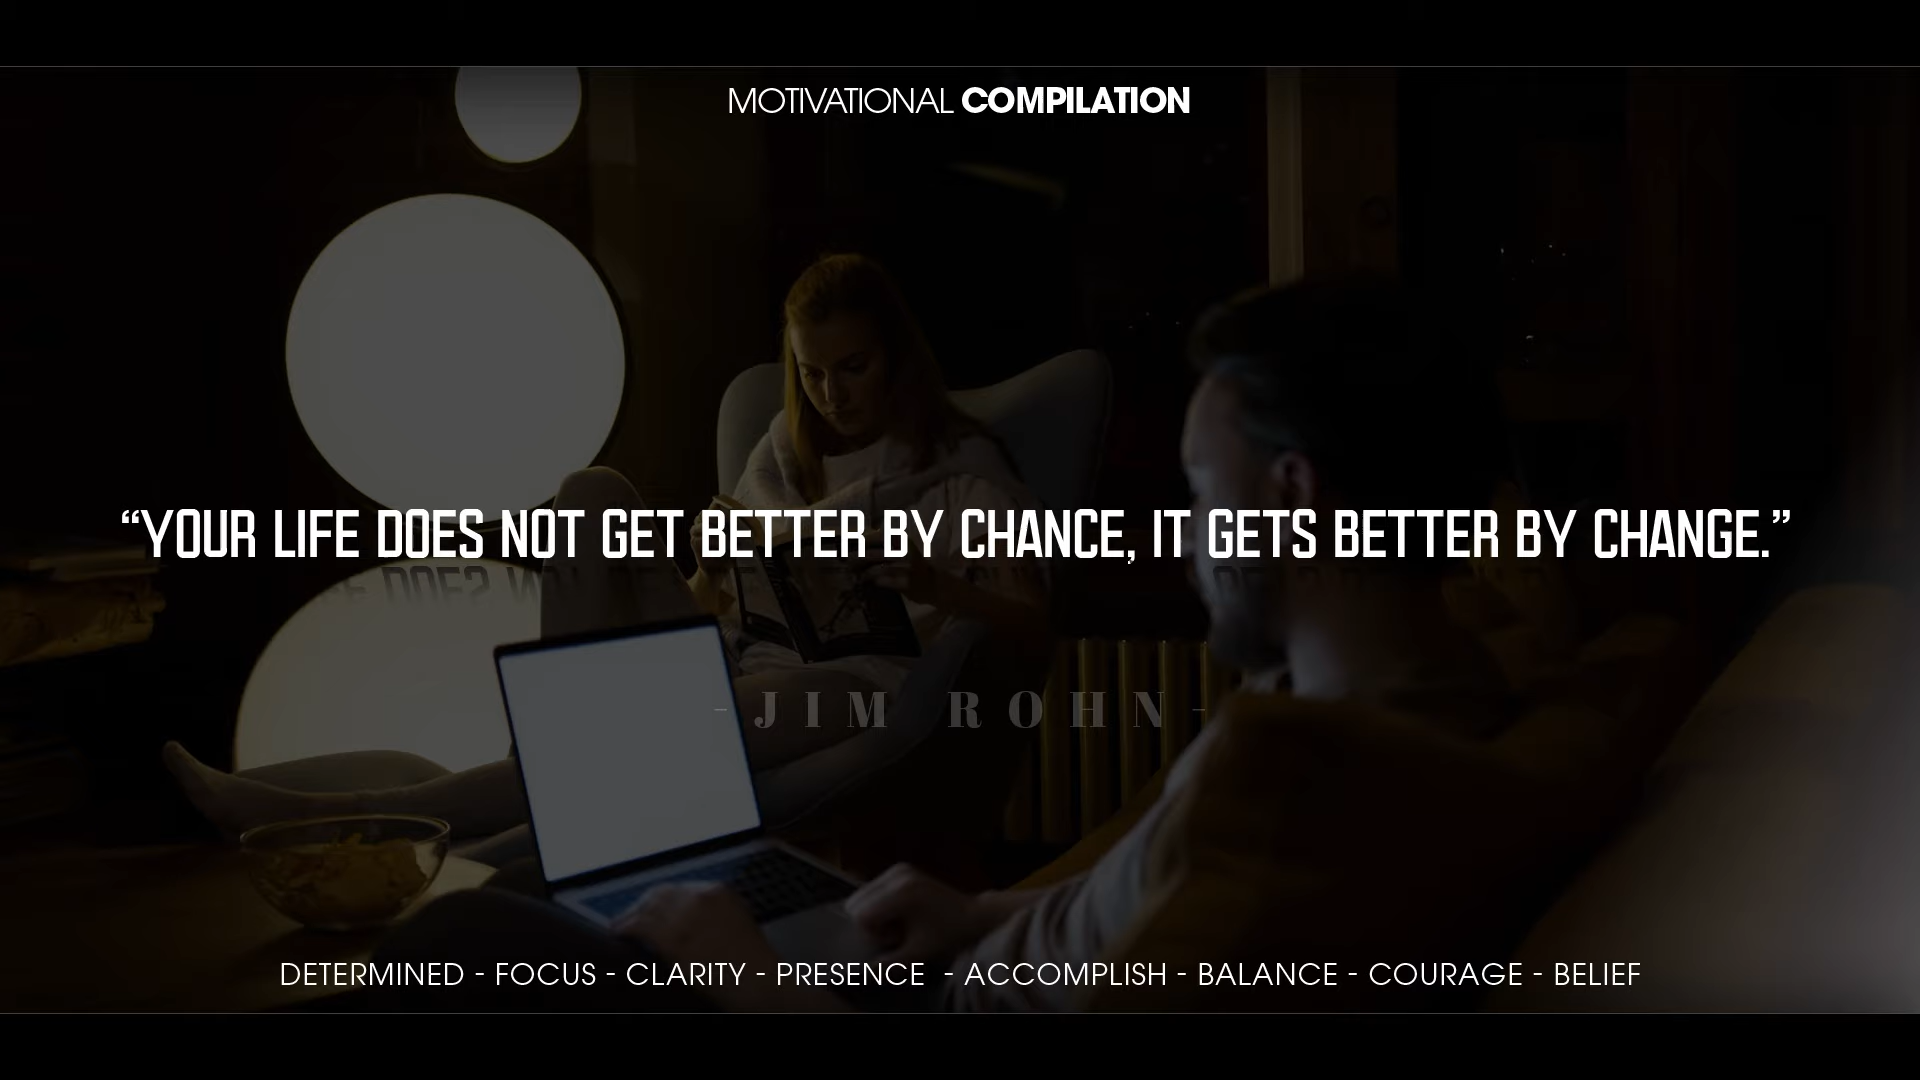 MOTIVATIONAL COMPILATION
“YOUR LIFE DOES NOT GET BETTER BY CHANCE, IT GETS BETTER BY CHANGE.”
- JIM ROHN -
DETERMINED - FOCUS - CLARITY - PRESENCE - ACCOMPLISH - BALANCE - COURAGE - BELIEF